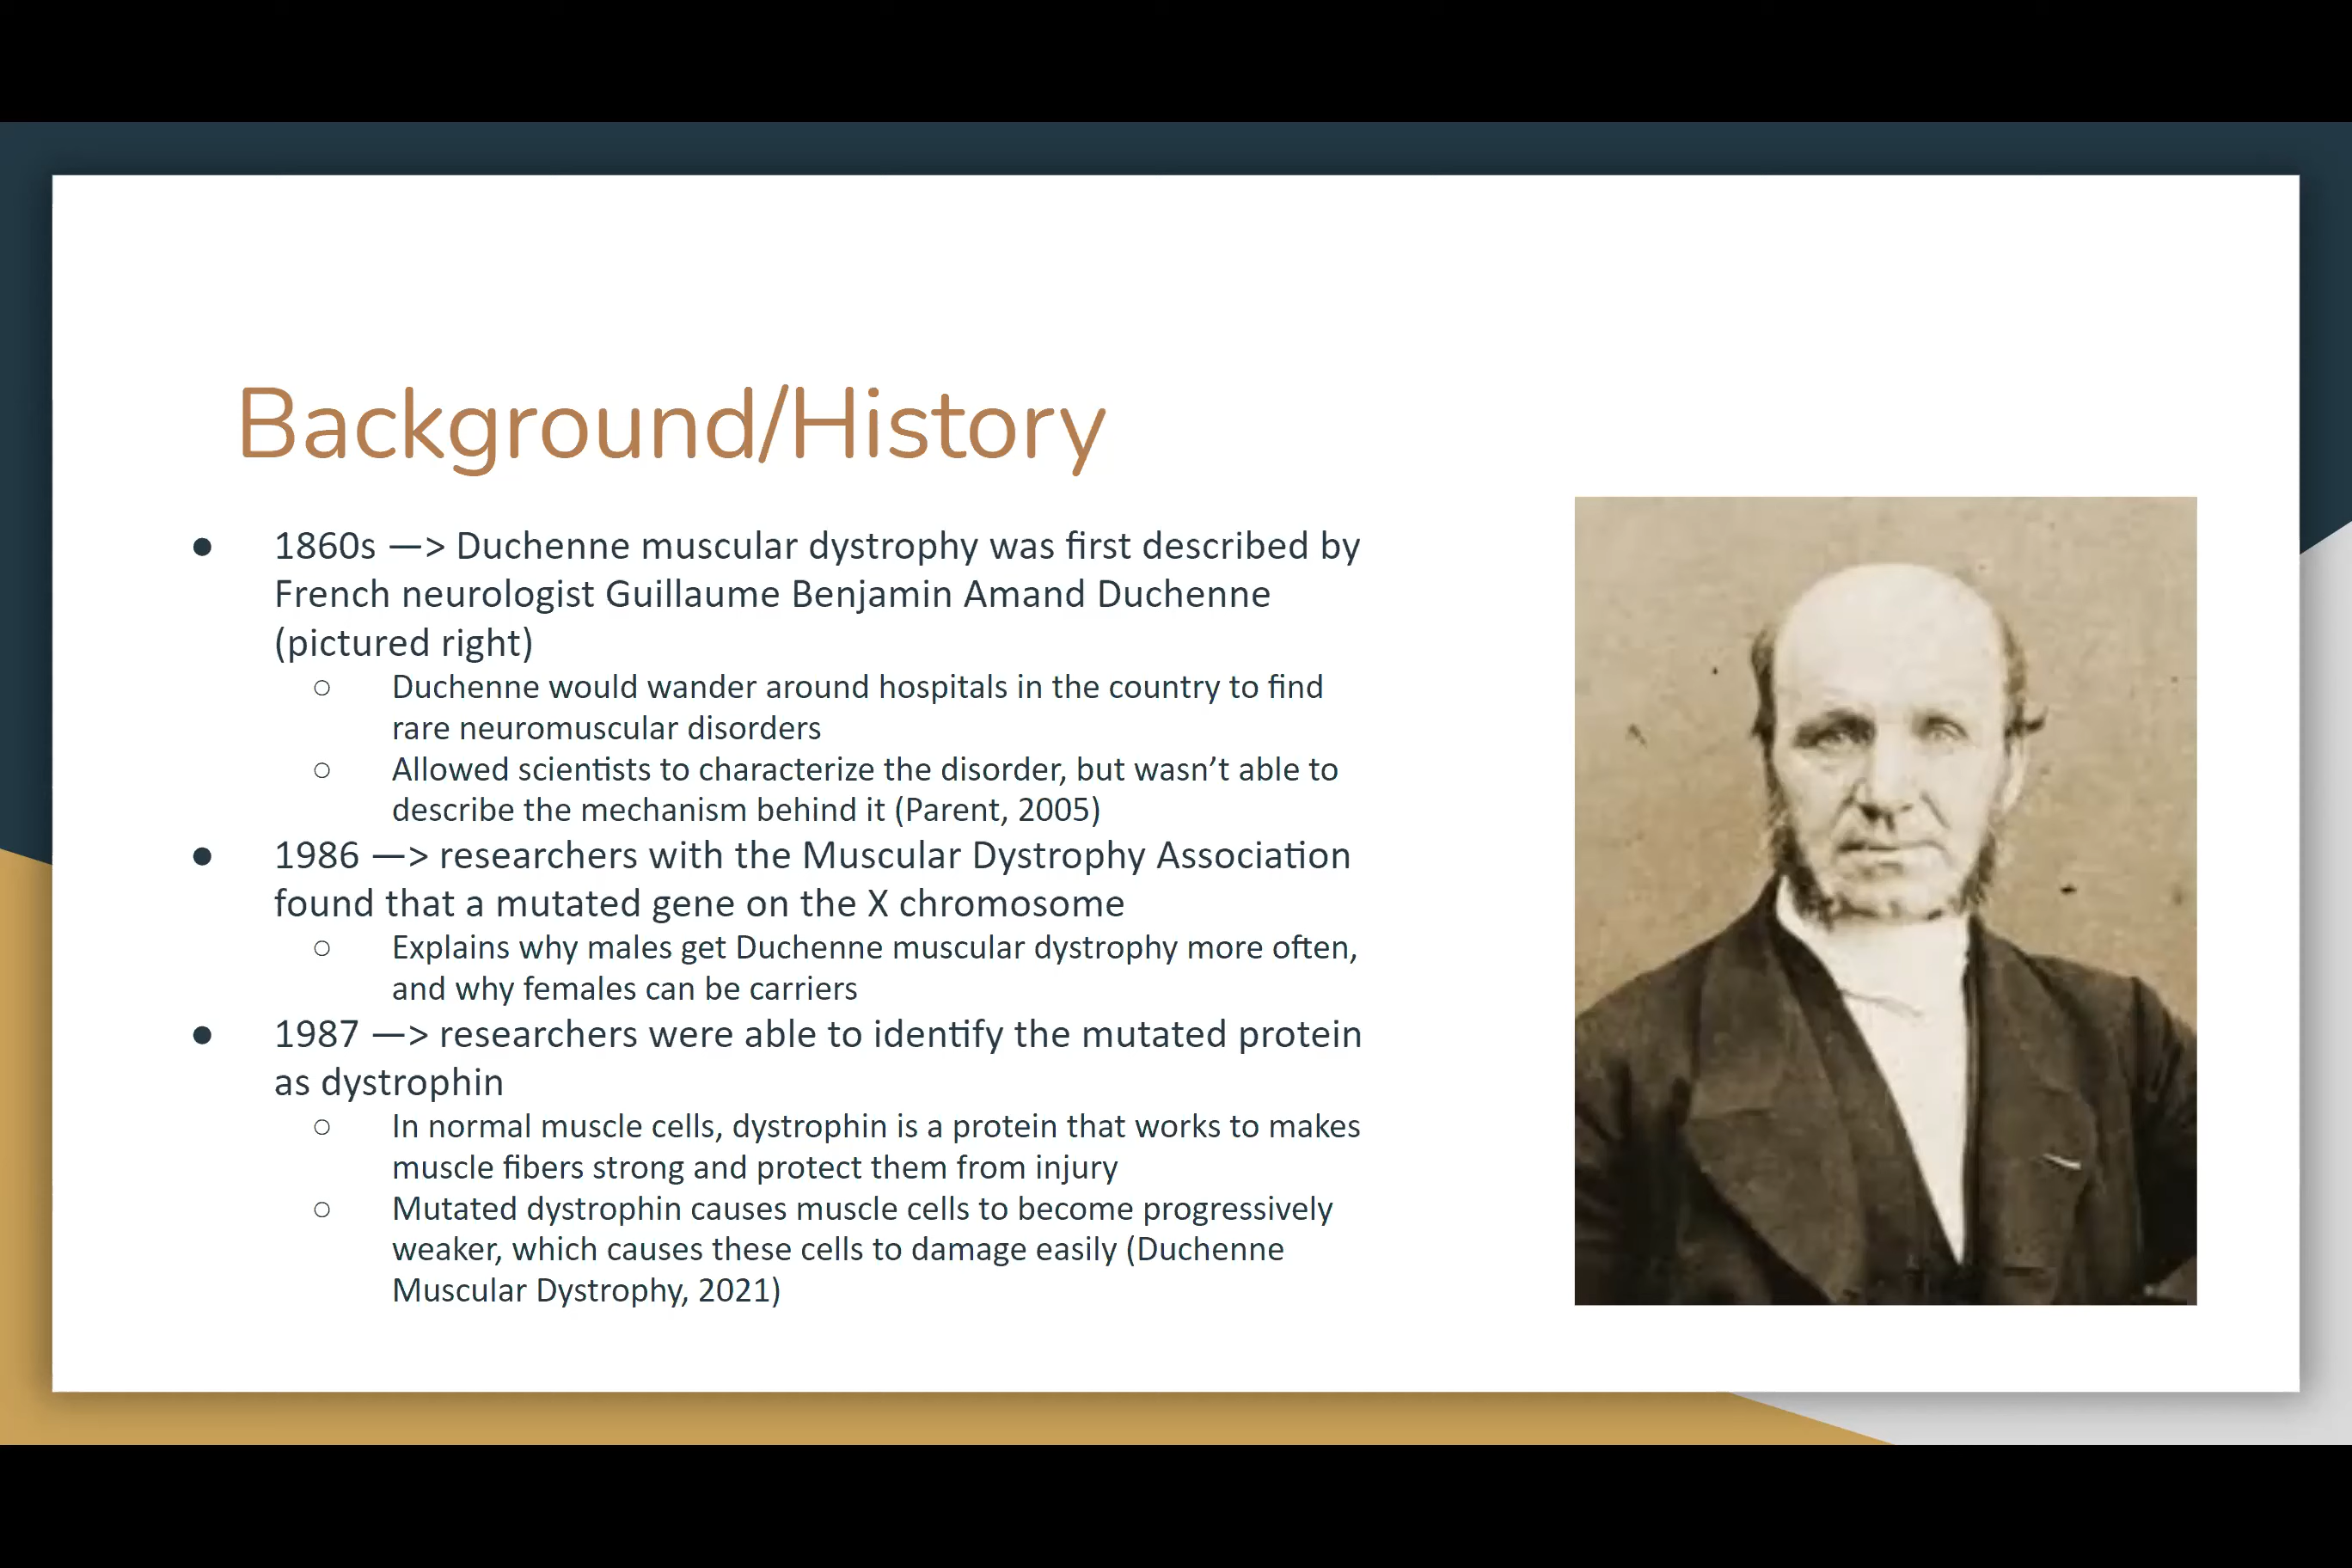 Background/History
● 1860s —> Duchenne muscular dystrophy was first described by
French neurologist Guillaume Benjamin Amand Duchenne
(pictured right)
○ Duchenne would wander around hospitals in the country to find
rare neuromuscular disorders
○ Allowed scientists to characterize the disorder, but wasn’t able to
describe the mechanism behind it (Parent, 2005)
● 1986 —> researchers with the Muscular Dystrophy Association
found that a mutated gene on the X chromosome
○ Explains why males get Duchenne muscular dystrophy more often,
and why females can be carriers
● 1987 —> researchers were able to identify the mutated protein
as dystrophin
○ In normal muscle cells, dystrophin is a protein that works to makes
muscle fibers strong and protect them from injury
○ Mutated dystrophin causes muscle cells to become progressively
weaker, which causes these cells to damage easily (Duchenne
Muscular Dystrophy, 2021)